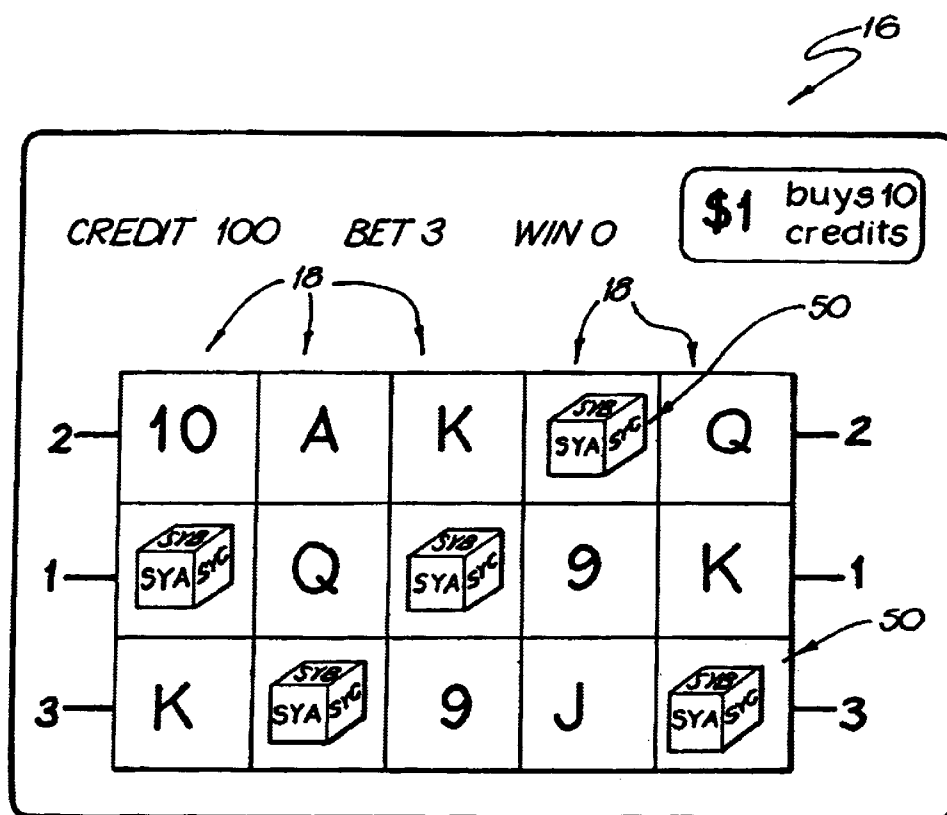 16
$1 buys 10
credits
CREDIT 100 BET 3 WIN 0
18 18 50
2 10 A K SYB SYA SYC Q 2
1 SYB SYA SYC Q SYB SYA SYC 9 K 1
50
3 K SYB SYA SYC 9 J SYB SYA SYC 3